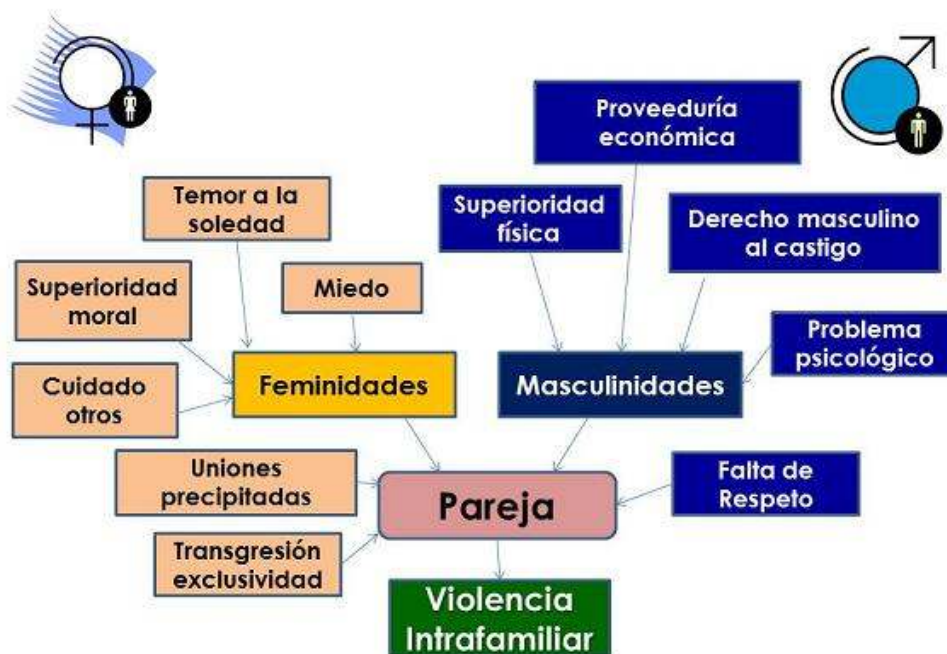 Proveeduría
económica
Temor a la
soledad
Superioridad
física
Derecho masculino
al castigo
Superioridad
moral
Miedo
Problema
psicológico
Feminidades
Masculinidades
Cuidado
otros
Uniones
precipitadas
Pareja
Falta de
Respeto
Transgresión
exclusividad
Violencia
Intrafamiliar